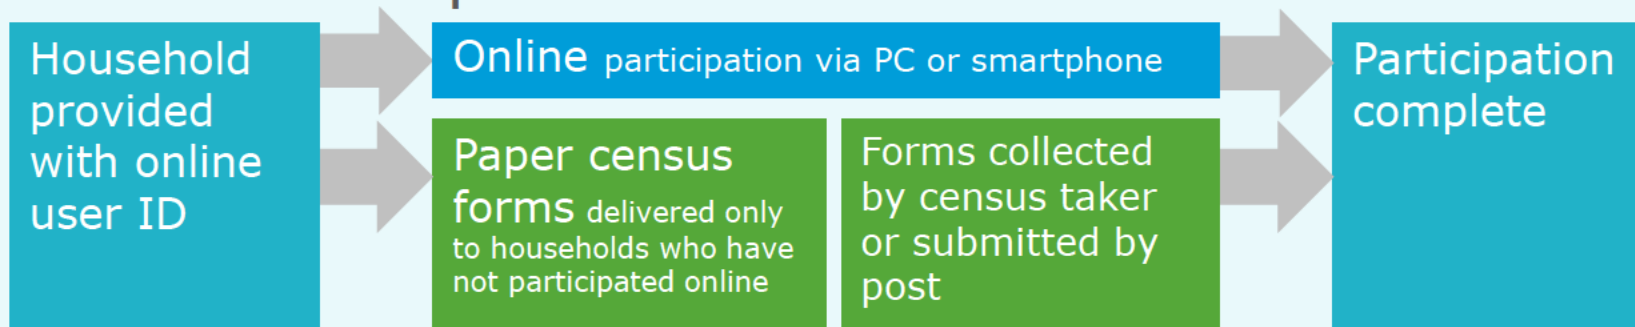 Household
provided
with online
user ID
Online participation via PC or smartphone
Paper census
forms delivered only
to households who have
not participated online
Forms collected
by census taker
or submitted by
post
Participation
complete